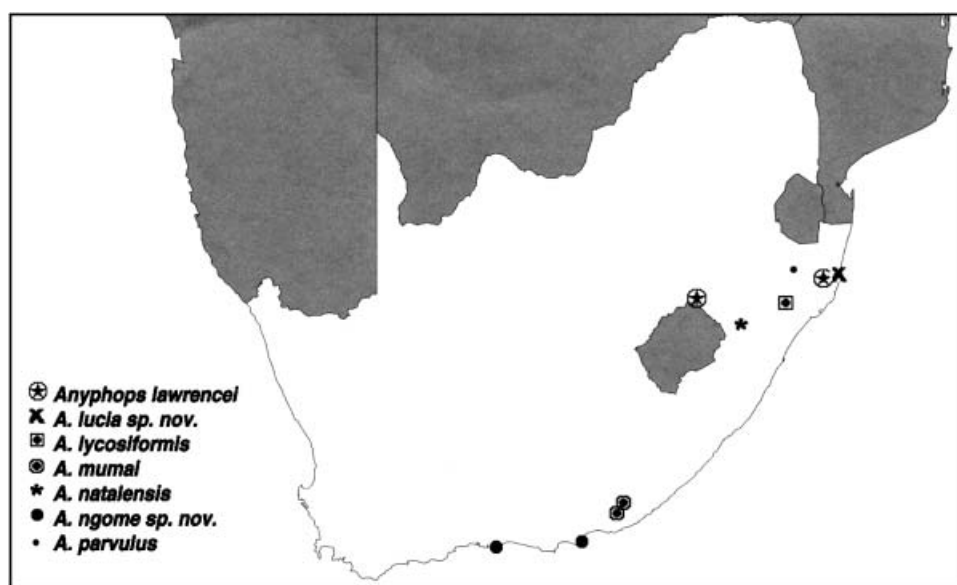 Anyphops lawrencei
A. lucia sp. nov.
A. lycosiformis
A. mumai
A. natalensis
A. ngome sp. nov.
A. parvulus